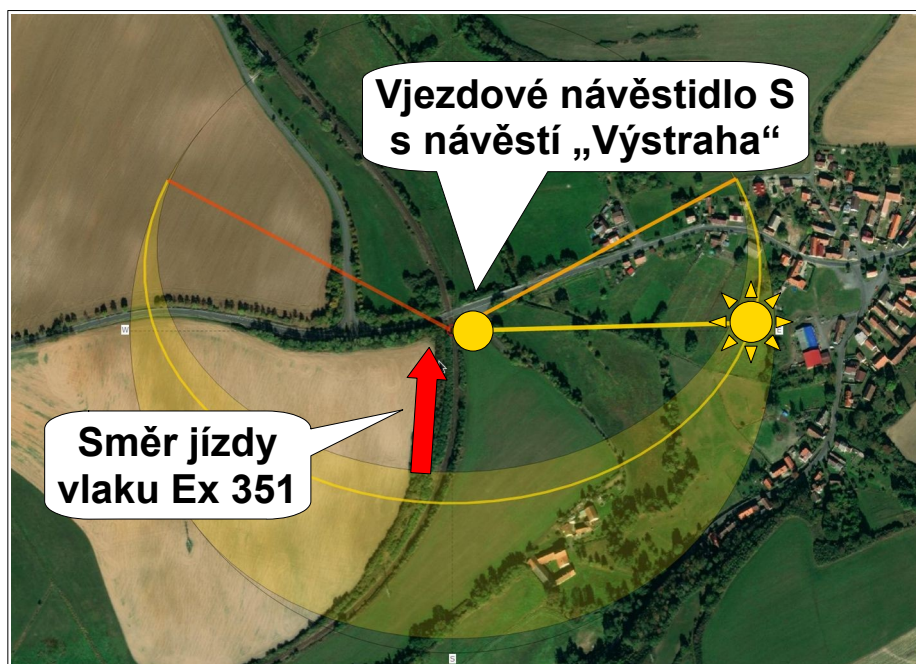 Vjezdové návěstidlo S
s návěstí „Výstraha“
W
Směr jízdy
vlaku Ex 351
S